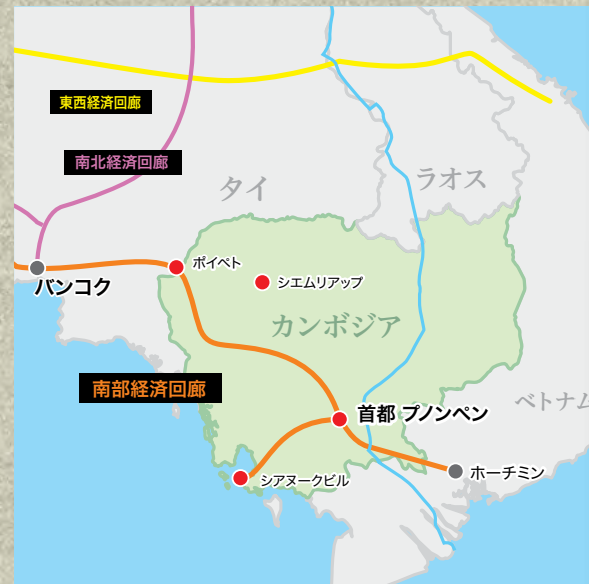 東西経済回廊
南北経済回廊
タイ
ラオス
ポイペト
シエムリアップ
バンコク
カンボジア
南部経済回廊
首都 プノンペン
ベトナム
シアヌークビル
ホーチミン